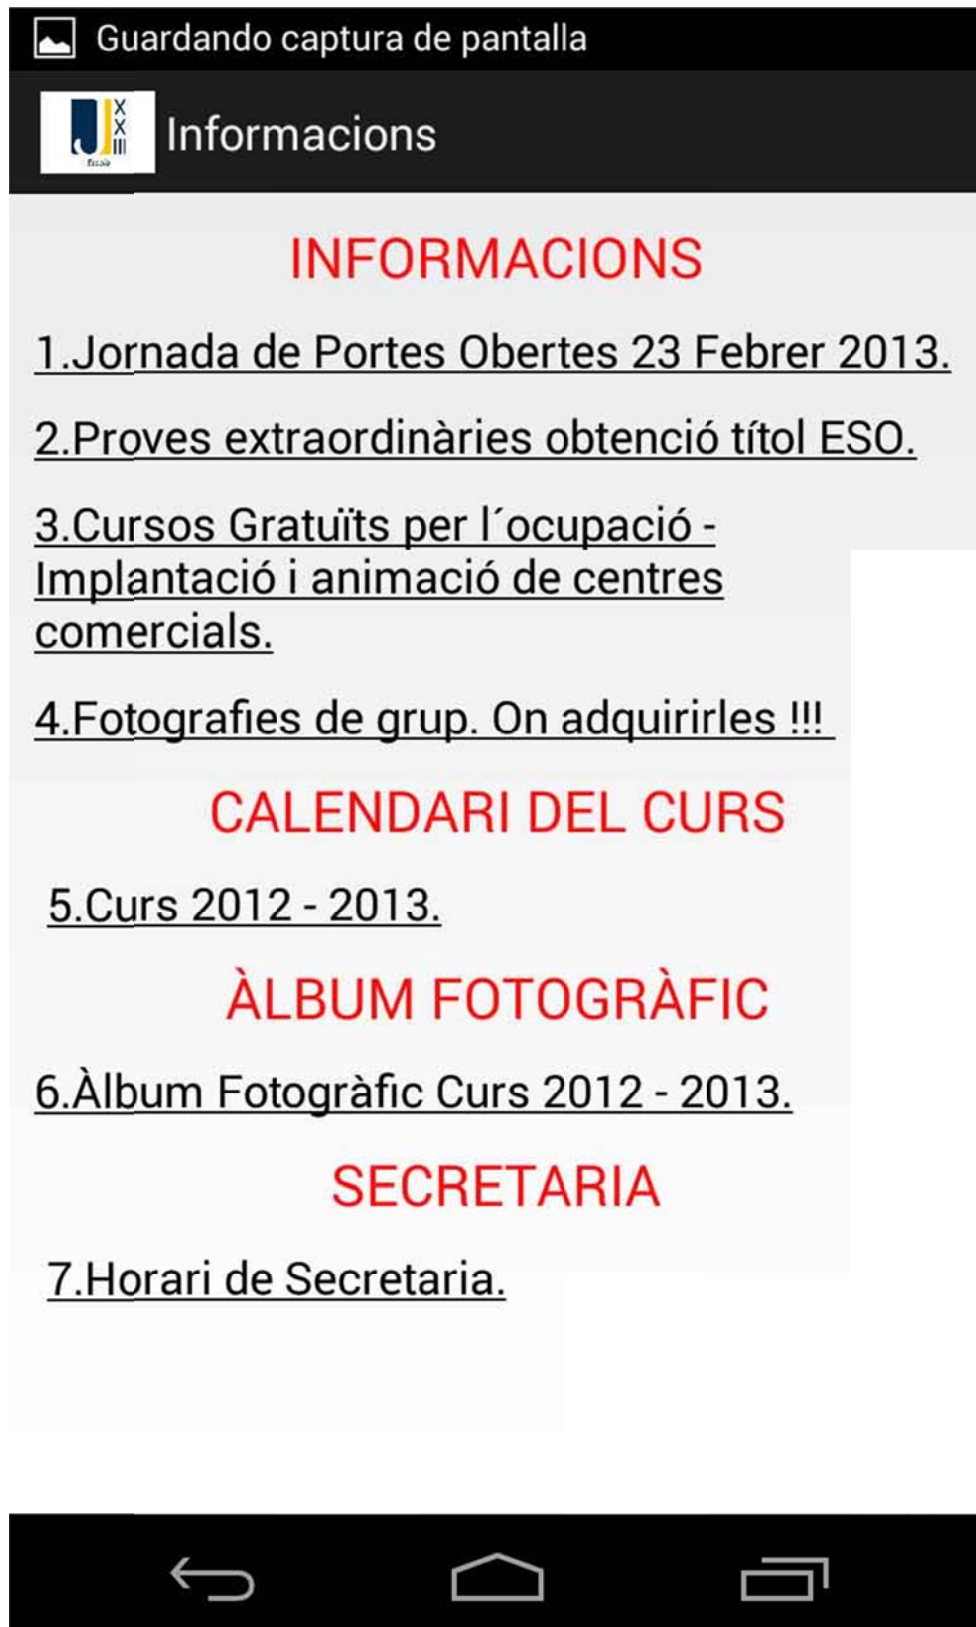 Guardando captura de pantalla
J XXIII
Escola
Informacions
INFORMACIONS
1.Jornada de Portes Obertes 23 Febrer 2013.
2.Proves extraordinàries obtenció títol ESO.
3.Cursos Gratuïts per l´ocupació -
Implantació i animació de centres
comercials.
4.Fotografies de grup. On adquirirles !!!
CALENDARI DEL CURS
5.Curs 2012 - 2013.
ÀLBUM FOTOGRÀFIC
6.Àlbum Fotogràfic Curs 2012 - 2013.
SECRETARIA
7.Horari de Secretaria.